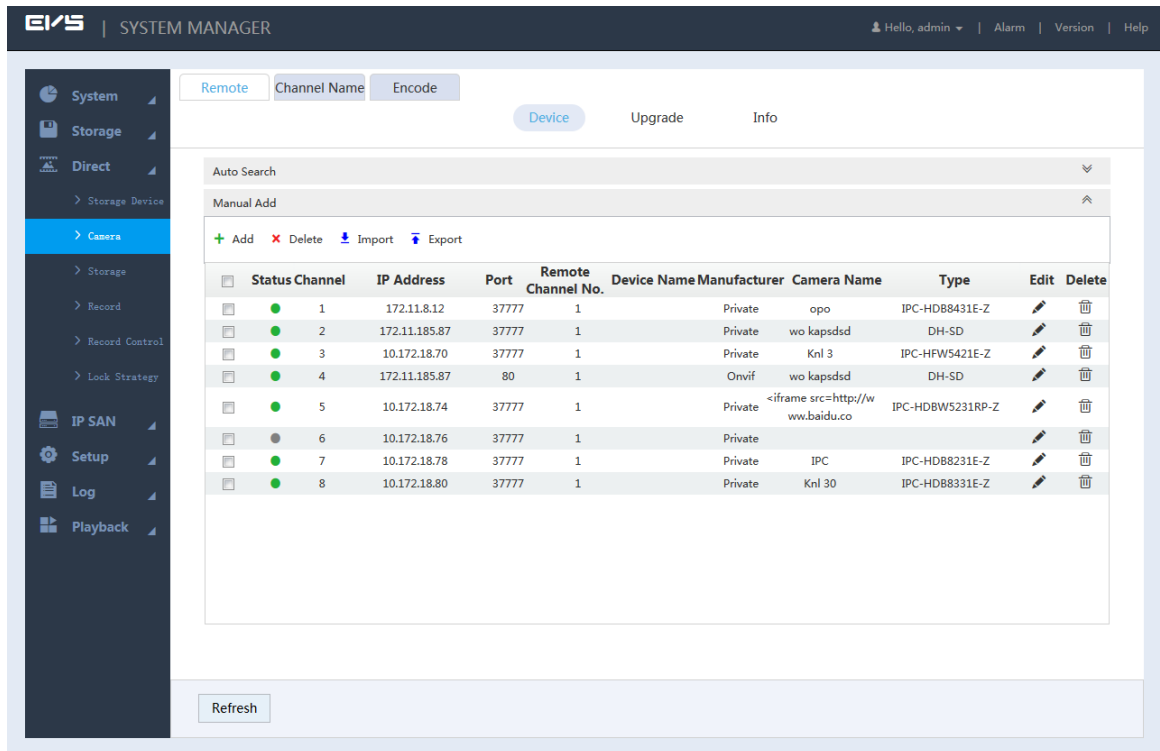 EVS | SYSTEM MANAGER
Hello, admin | Alarm | Version | Help
System
Storage
Direct
> Storage Device
> Camera
> Storage
> Record
> Record Control
> Lock Strategy
IP SAN
Setup
Log
Playback
Remote Channel Name Encode
Device Upgrade Info
Auto Search
Manual Add
+ Add × Delete Import Export
Status Channel IP Address Port Remote Channel No. Device Name Manufacturer Camera Name Type Edit Delete
1 172.11.8.12 37777 1 Private opo IPC-HDB8431E-Z
2 172.11.185.87 37777 1 Private wo kapsdsd DH-SD
3 10.172.18.70 37777 1 Private Knl 3 IPC-HFW5421E-Z
4 172.11.185.87 80 1 Onvif wo kapsdsd DH-SD
5 10.172.18.74 37777 1 Private <iframe src=http://www.baidu.co IPC-HDBW5231RP-Z
6 10.172.18.76 37777 1 Private
7 10.172.18.78 37777 1 Private IPC IPC-HDB8231E-Z
8 10.172.18.80 37777 1 Private Knl 30 IPC-HDB8331E-Z
Refresh